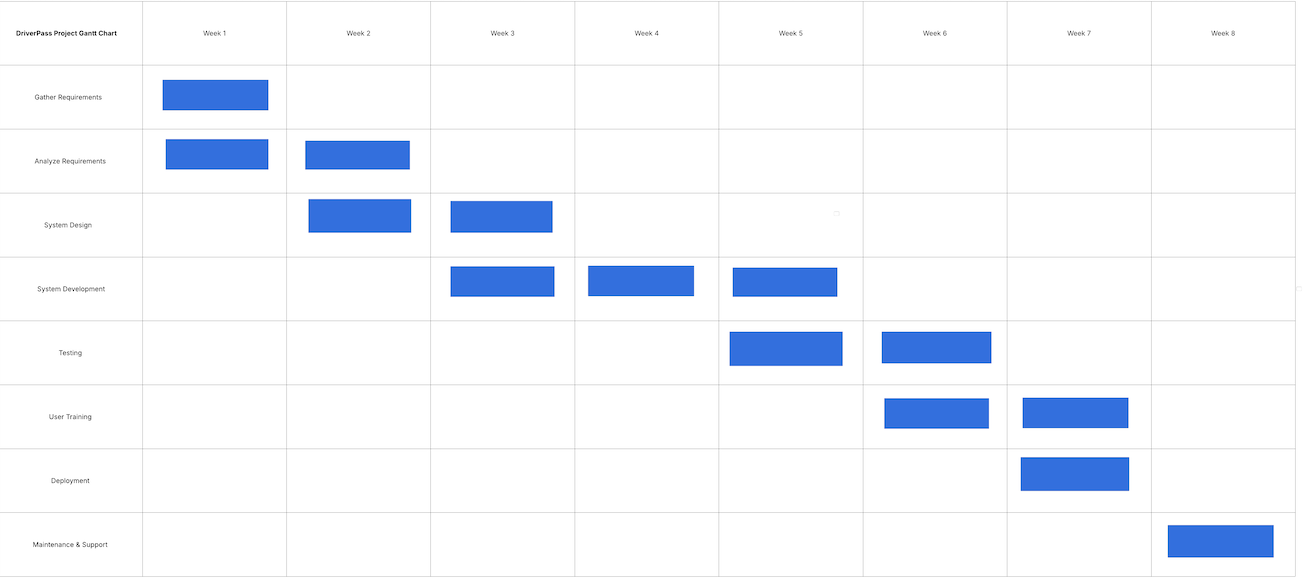 DriverPass Project Gantt Chart
Week 1
Week 2
Week 3
Week 4
Week 5
Week 6
Week 7
Week 8
Gather Requirements
Analyze Requirements
System Design
System Development
Testing
User Training
Deployment
Maintenance & Support